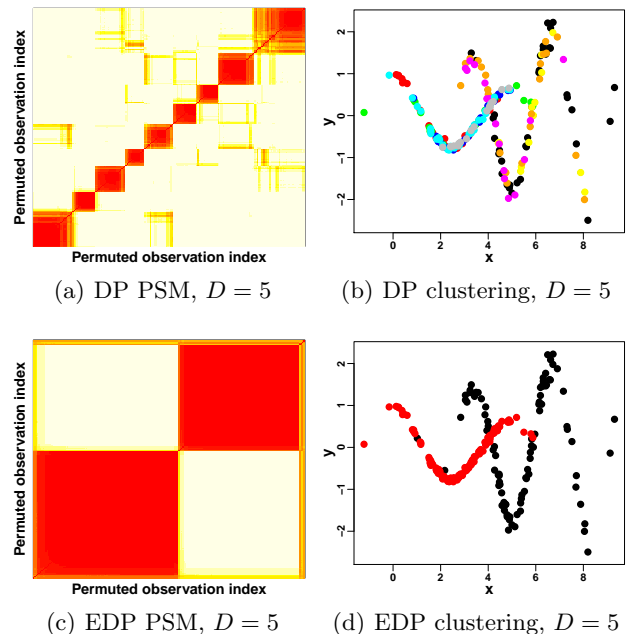 Permuted observation index
Permuted observation index
(a) DP PSM, D = 5
y
2
1
0
-1
-2
0 2 4 6 8
x
(b) DP clustering, D = 5
Permuted observation index
Permuted observation index
(c) EDP PSM, D = 5
y
2
1
0
-1
-2
0 2 4 6 8
x
(d) EDP clustering, D = 5